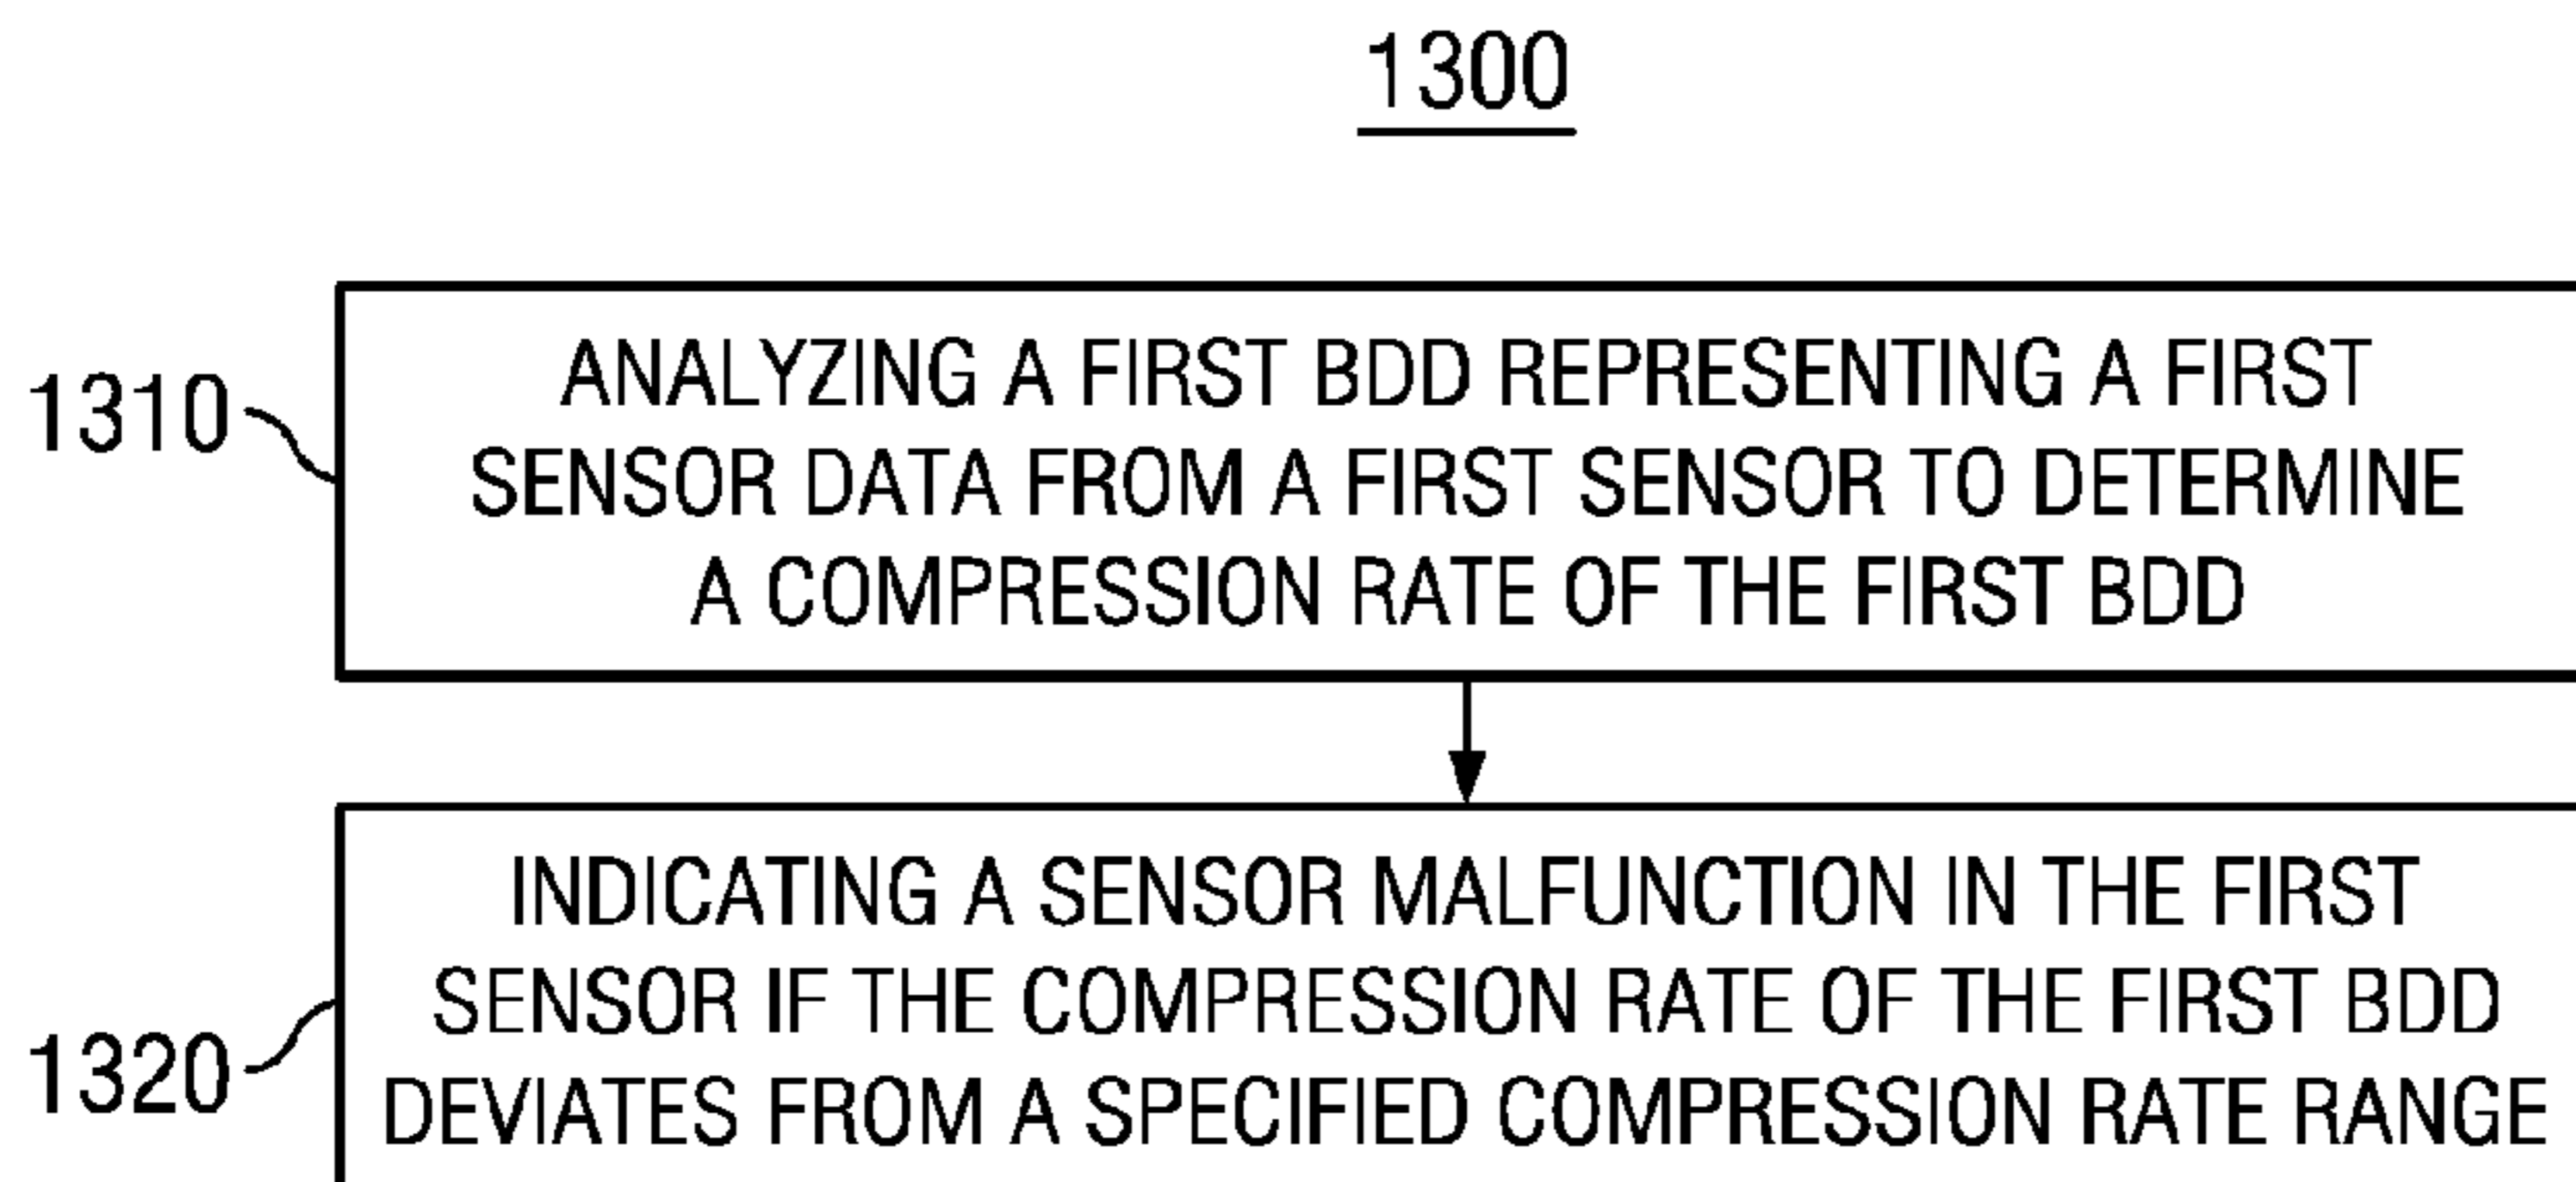 1300
1310
ANALYZING A FIRST BDD REPRESENTING A FIRST
SENSOR DATA FROM A FIRST SENSOR TO DETERMINE
A COMPRESSION RATE OF THE FIRST BDD
1320
INDICATING A SENSOR MALFUNCTION IN THE FIRST
SENSOR IF THE COMPRESSION RATE OF THE FIRST BDD
DEVIATES FROM A SPECIFIED COMPRESSION RATE RANGE